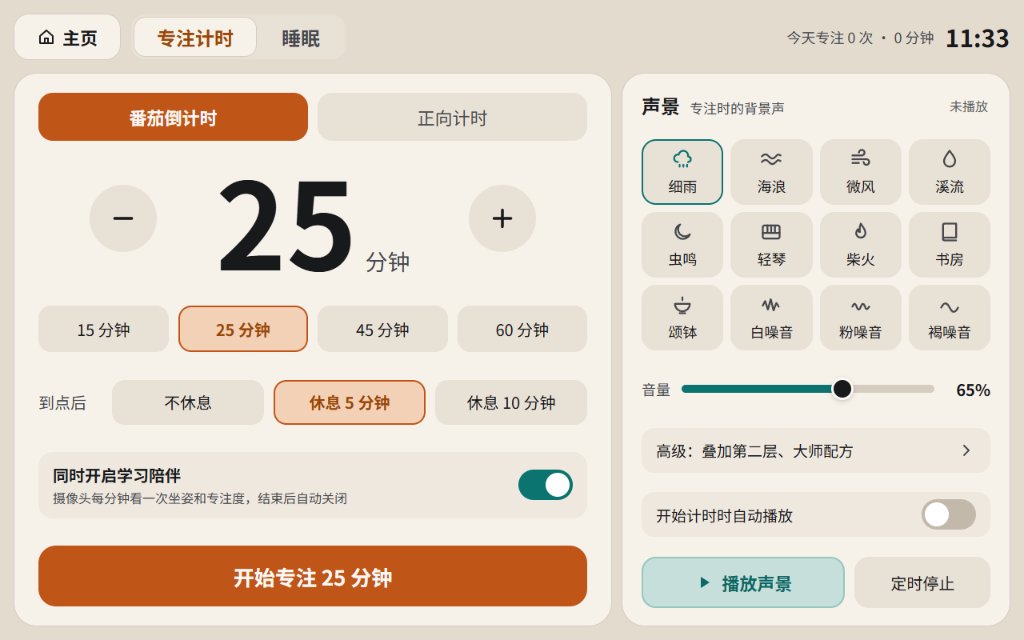 主页
专注计时
睡眠
今天专注 0 次 · 0 分钟
11:33
番茄倒计时
正向计时
−
25 分钟
+
15 分钟
25 分钟
45 分钟
60 分钟
到点后
不休息
休息 5 分钟
休息 10 分钟
同时开启学习陪伴
摄像头每分钟看一次坐姿和专注度，结束后自动关闭
开始专注 25 分钟
声景 专注时的背景声
未播放
细雨
海浪
微风
溪流
虫鸣
轻琴
柴火
书房
颂钵
白噪音
粉噪音
褐噪音
音量
65%
高级：叠加第二层、大师配方
开始计时时自动播放
播放声景
定时停止